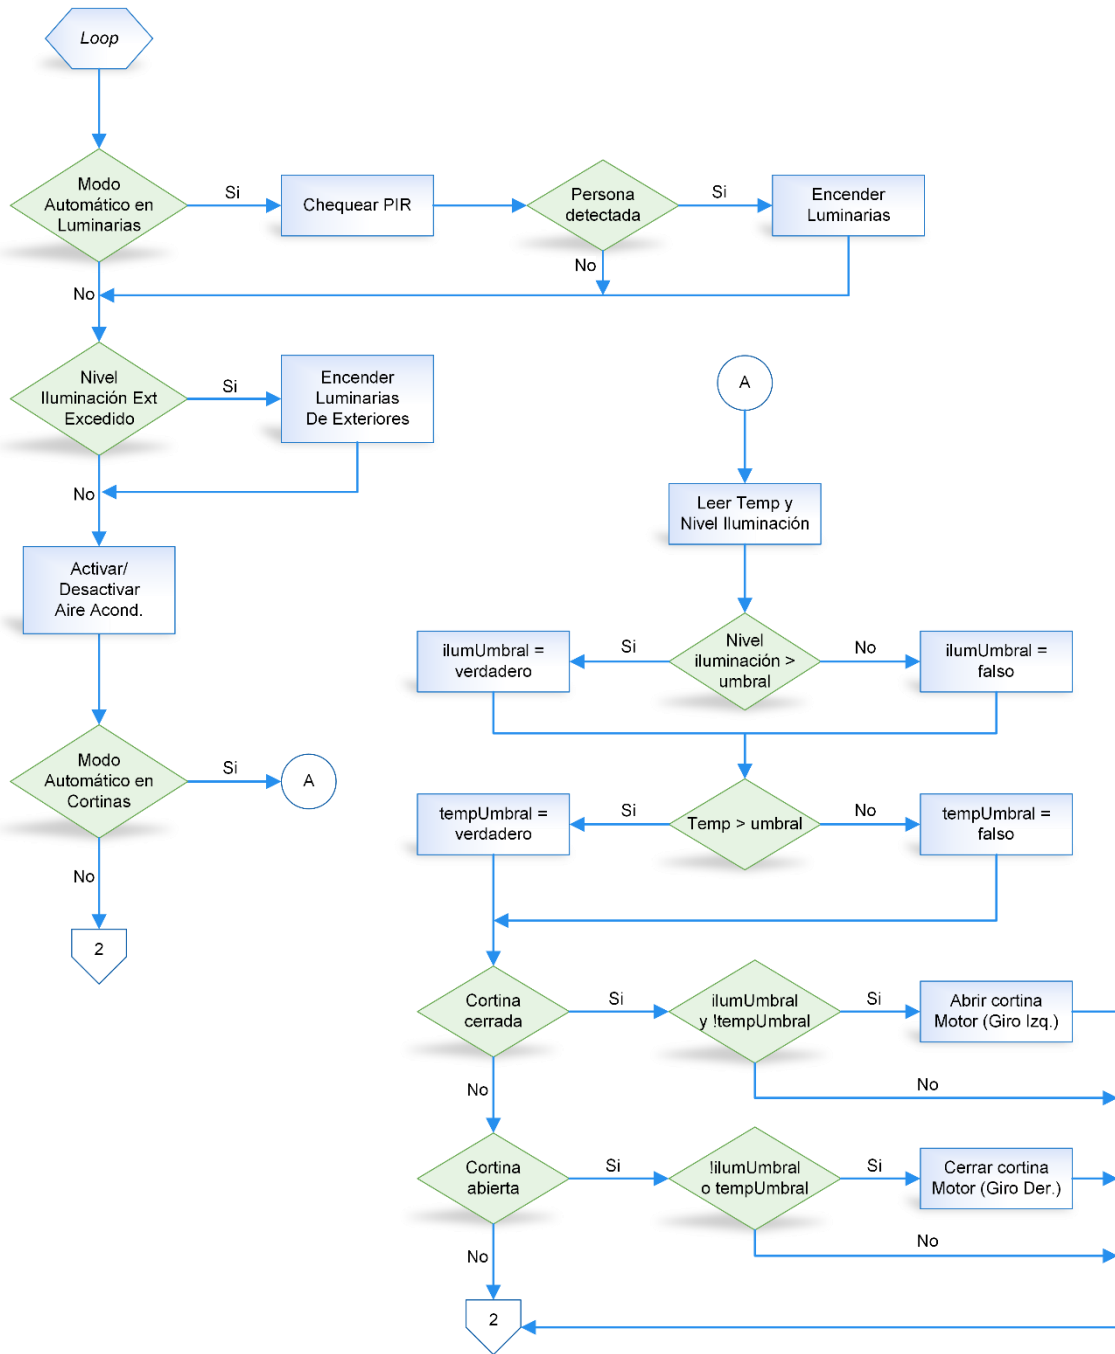 Loop
Modo
Automático en
Luminarias
Si
Chequear PIR
Persona
detectada
Si
Encender
Luminarias
No
No
Nivel
Iluminación Ext
Excedido
Si
Encender
Luminarias
De Exteriores
No
Activar/
Desactivar
Aire Acond.
Modo
Automático en
Cortinas
Si
A
No
2
A
Leer Temp y
Nivel Iluminación
Nivel
iluminación >
umbral
Si
ilumUmbral =
verdadero
No
ilumUmbral =
falso
Temp > umbral
Si
tempUmbral =
verdadero
No
tempUmbral =
falso
Cortina
cerrada
Si
ilumUmbral
y !tempUmbral
Si
Abrir cortina
Motor (Giro Izq.)
No
No
Cortina
abierta
Si
!ilumUmbral
o tempUmbral
Si
Cerrar cortina
Motor (Giro Der.)
No
No
2